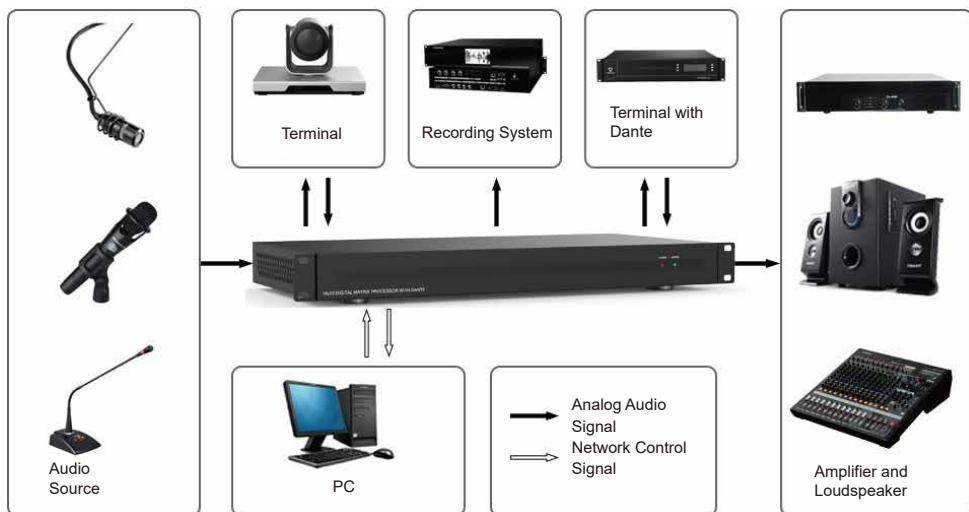 Terminal
Recording System
Terminal with
Dante
Audio
Source
PC
Analog Audio
Signal
Network Control
Signal
Amplifier and
Loudspeaker